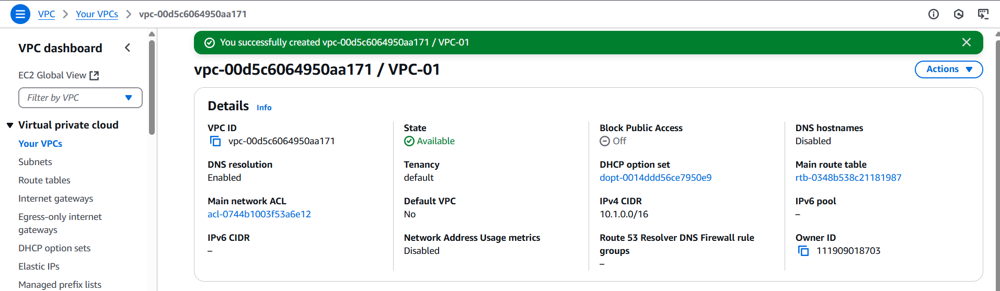 VPC > Your VPCs > vpc-00d5c6064950aa171
VPC dashboard
EC2 Global View
Filter by VPC
Virtual private cloud
Your VPCs
Subnets
Route tables
Internet gateways
Egress-only internet
gateways
DHCP option sets
Elastic IPs
Managed prefix lists
You successfully created vpc-00d5c6064950aa171 / VPC-01
vpc-00d5c6064950aa171 / VPC-01
Actions
Details Info
VPC ID
vpc-00d5c6064950aa171
State
Available
Block Public Access
Off
DNS hostnames
Disabled
DNS resolution
Enabled
Tenancy
default
DHCP option set
dopt-0014ddd56ce7950e9
Main route table
rtb-0348b538c21181987
Main network ACL
acl-0744b1003f53a6e12
Default VPC
No
IPv4 CIDR
10.1.0.0/16
IPv6 pool
–
IPv6 CIDR
–
Network Address Usage metrics
Disabled
Route 53 Resolver DNS Firewall rule
groups
–
Owner ID
111909018703